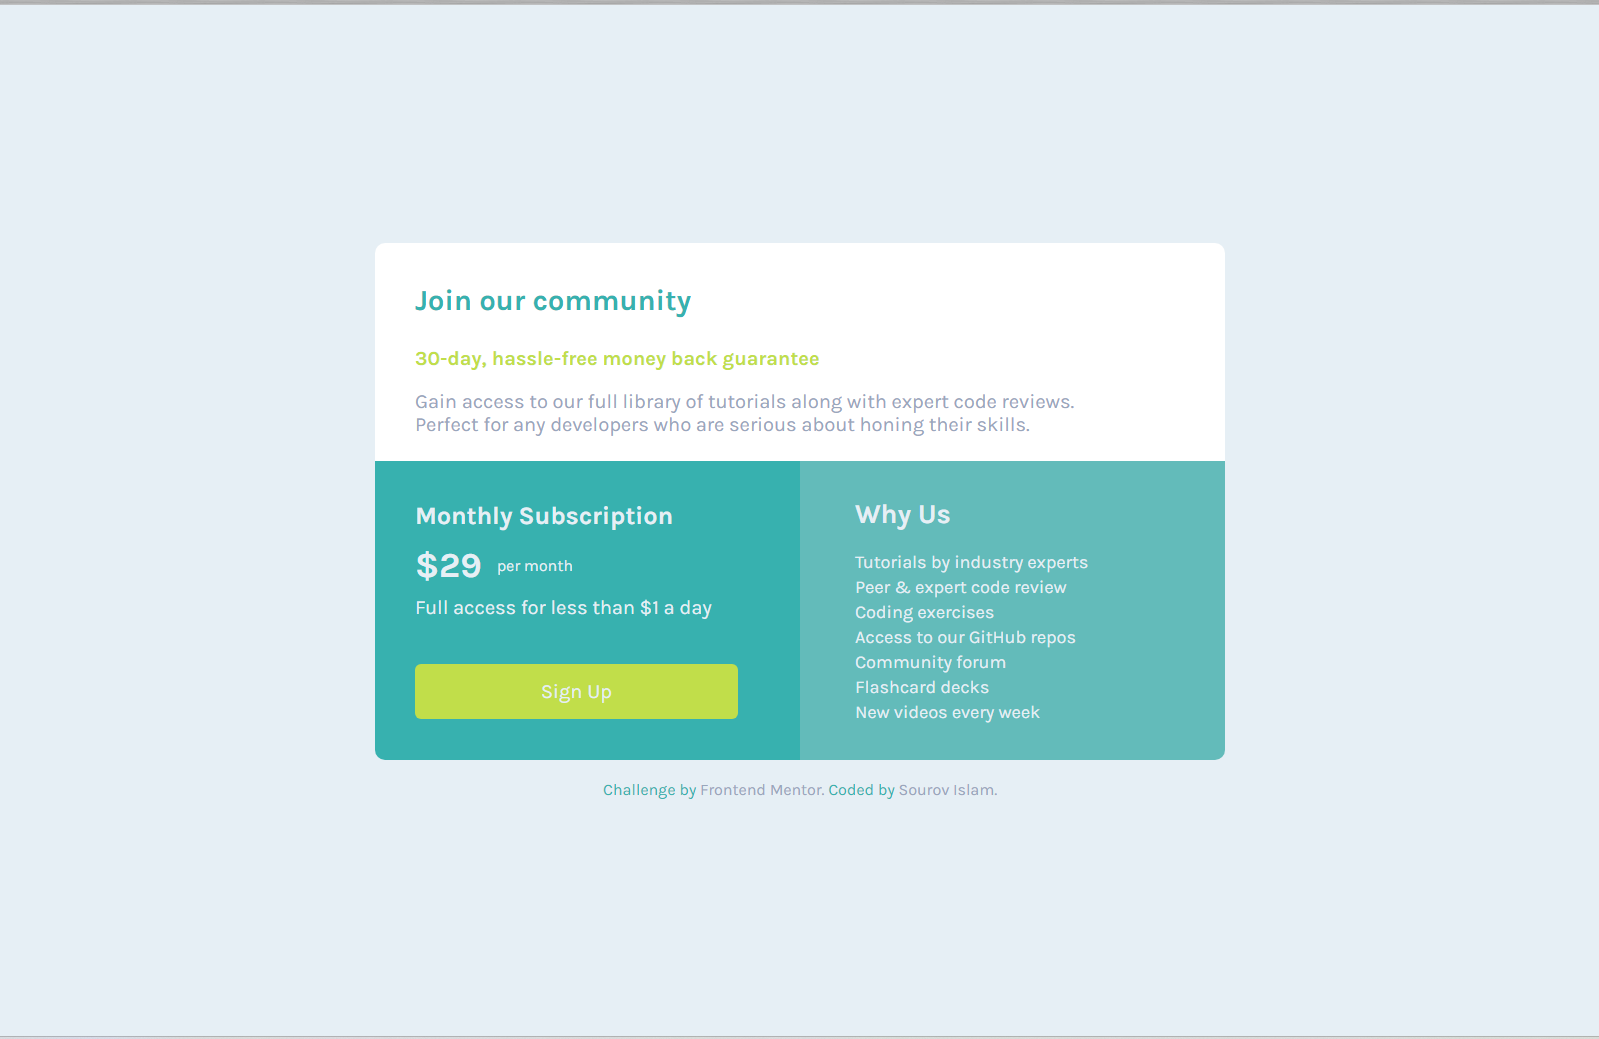 Join our community
30-day, hassle-free money back guarantee
Gain access to our full library of tutorials along with expert code reviews.
Perfect for any developers who are serious about honing their skills.
Monthly Subscription
$29 per month
Full access for less than $1 a day
Sign Up
Why Us
Tutorials by industry experts
Peer & expert code review
Coding exercises
Access to our GitHub repos
Community forum
Flashcard decks
New videos every week
Challenge by Frontend Mentor. Coded by Sourov Islam.